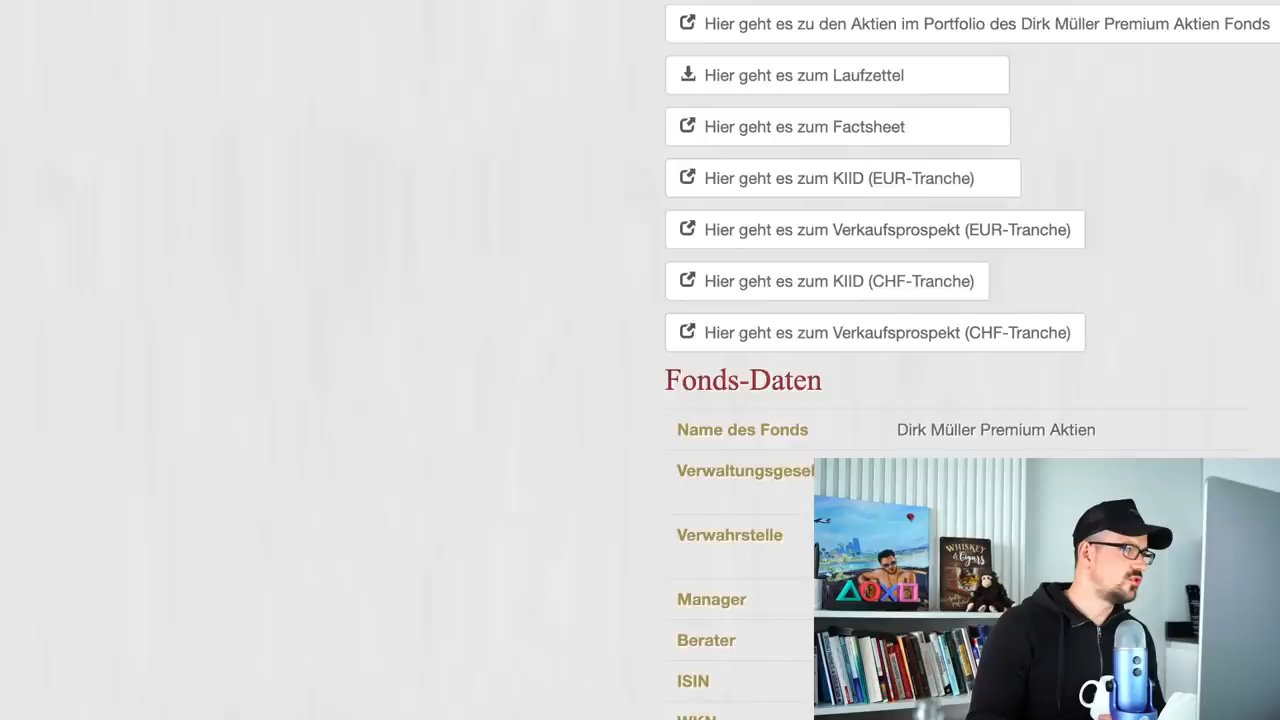 Hier geht es zu den Aktien im Portfolio des Dirk Müller Premium Aktien Fonds
Hier geht es zum Laufzettel
Hier geht es zum Factsheet
Hier geht es zum KIID (EUR-Tranche)
Hier geht es zum Verkaufsprospekt (EUR-Tranche)
Hier geht es zum KIID (CHF-Tranche)
Hier geht es zum Verkaufsprospekt (CHF-Tranche)
Fonds-Daten
Name des Fonds Dirk Müller Premium Aktien
Verwaltungsgesel
Verwahrstelle
Manager
Berater
ISIN
WKN
WHISKEY
& Cigars